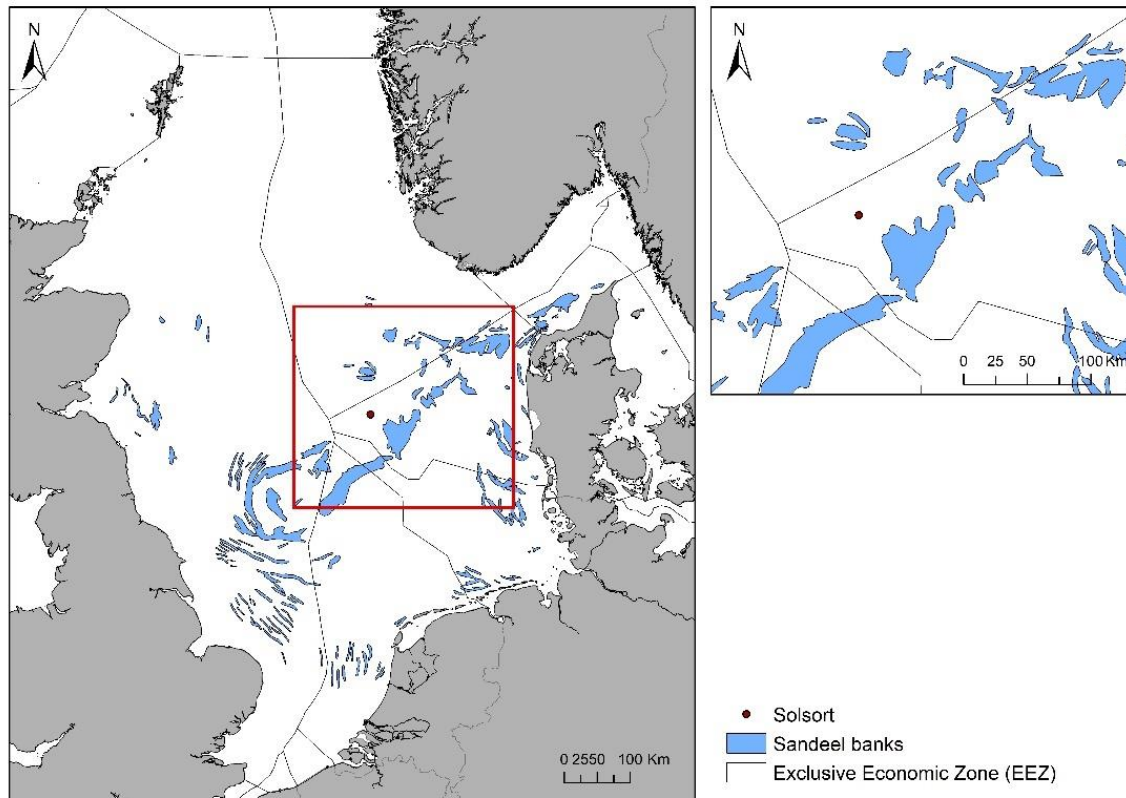 N
0 2550 100 Km
N
0 25 50 100 Km
Solsort
Sandeel banks
Exclusive Economic Zone (EEZ)